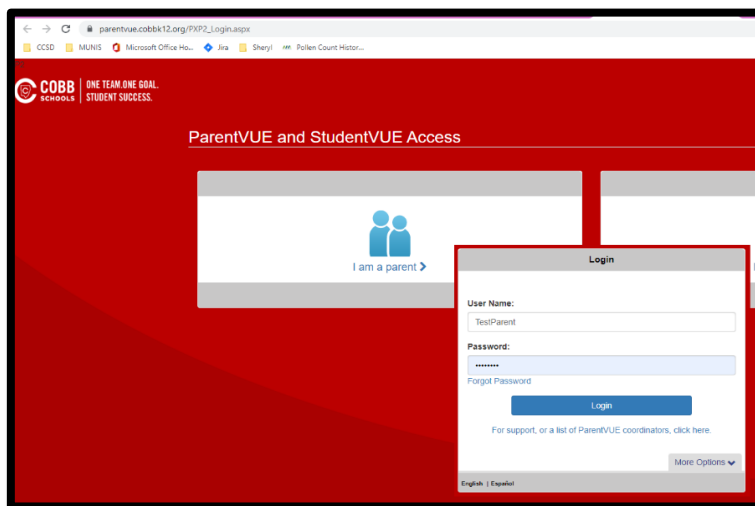 parentvue.cobbk12.org/PXP2_Login.aspx
CCSD MUNIS Microsoft Office Ho... Jira Sheryl Pollen Count Histor...
COBB
SCHOOLS
ONE TEAM.ONE GOAL.
STUDENT SUCCESS.
ParentVUE and StudentVUE Access
I am a parent
Login
User Name:
TestParent
Password:
••••••••
Forgot Password
Login
For support, or a list of ParentVUE coordinators, click here.
More Options
English | Español